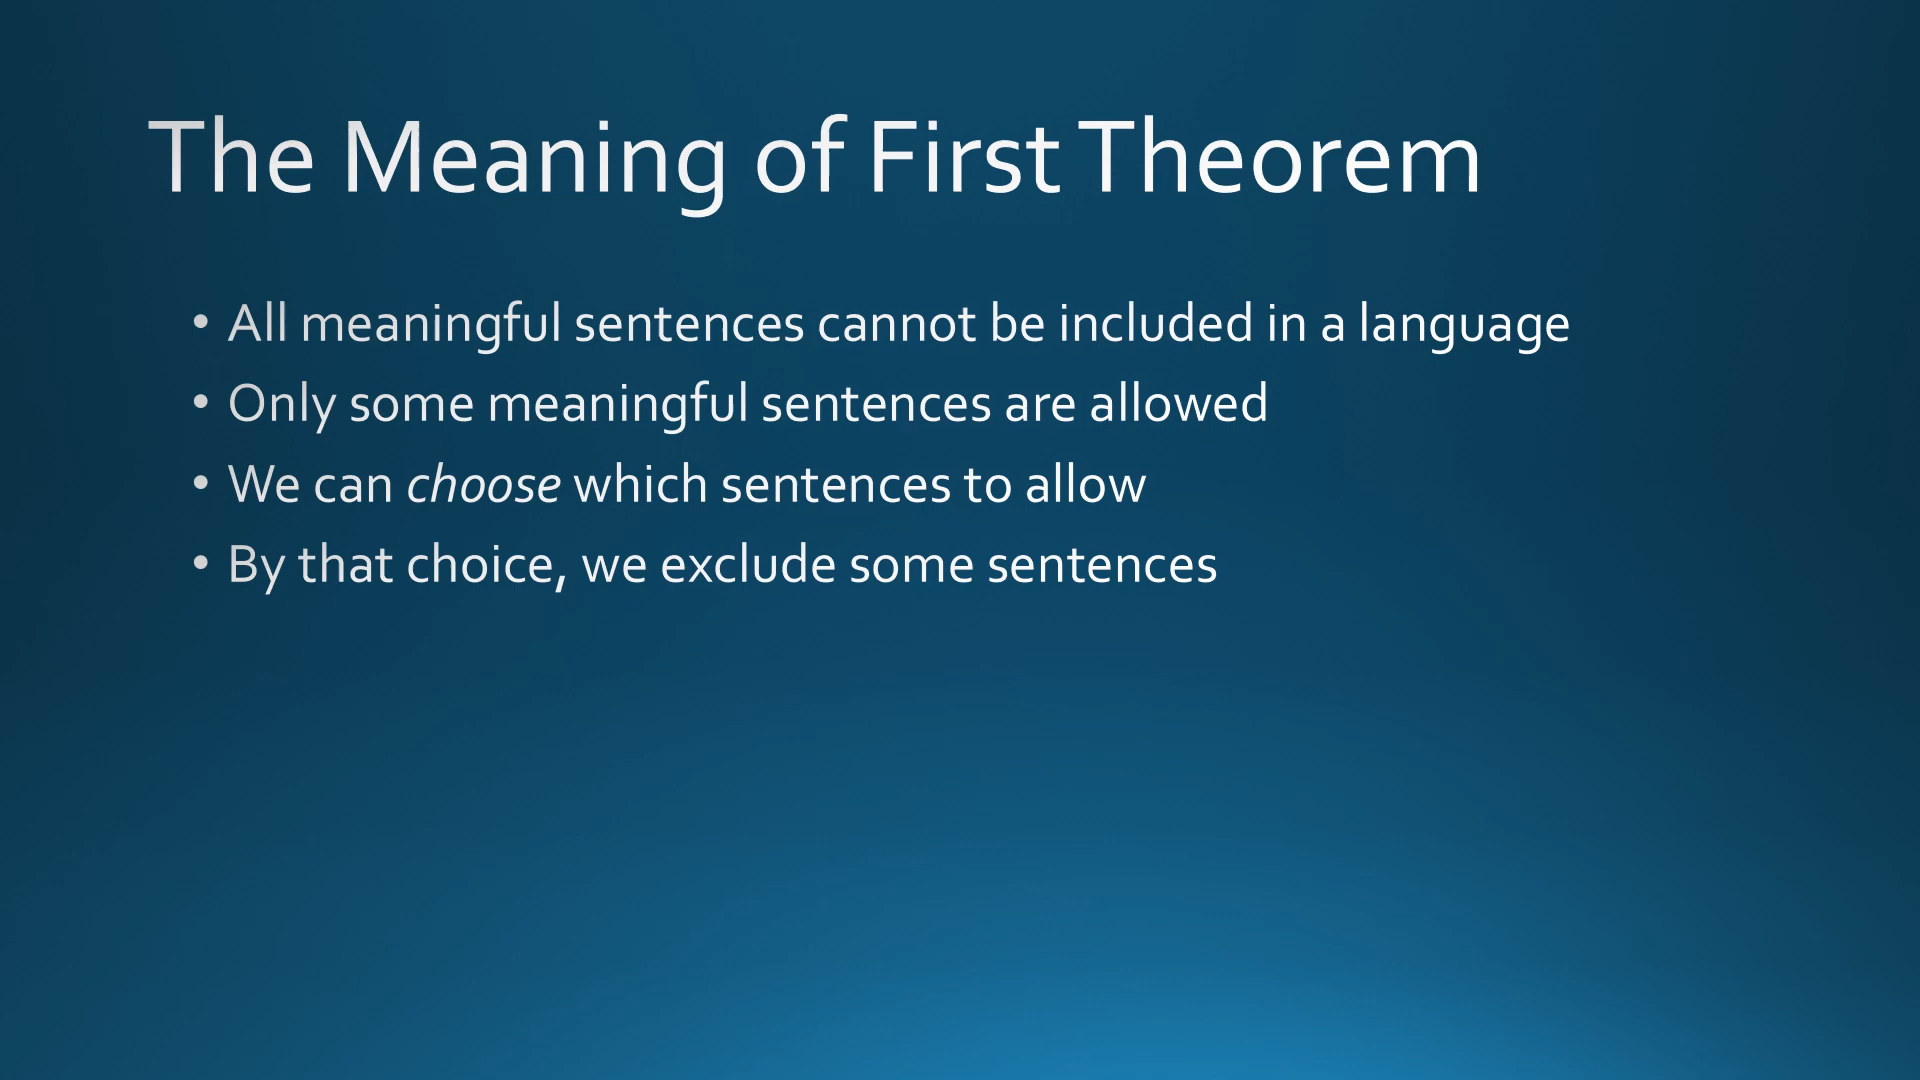 The Meaning of First Theorem
• All meaningful sentences cannot be included in a language
• Only some meaningful sentences are allowed
• We can choose which sentences to allow
• By that choice, we exclude some sentences